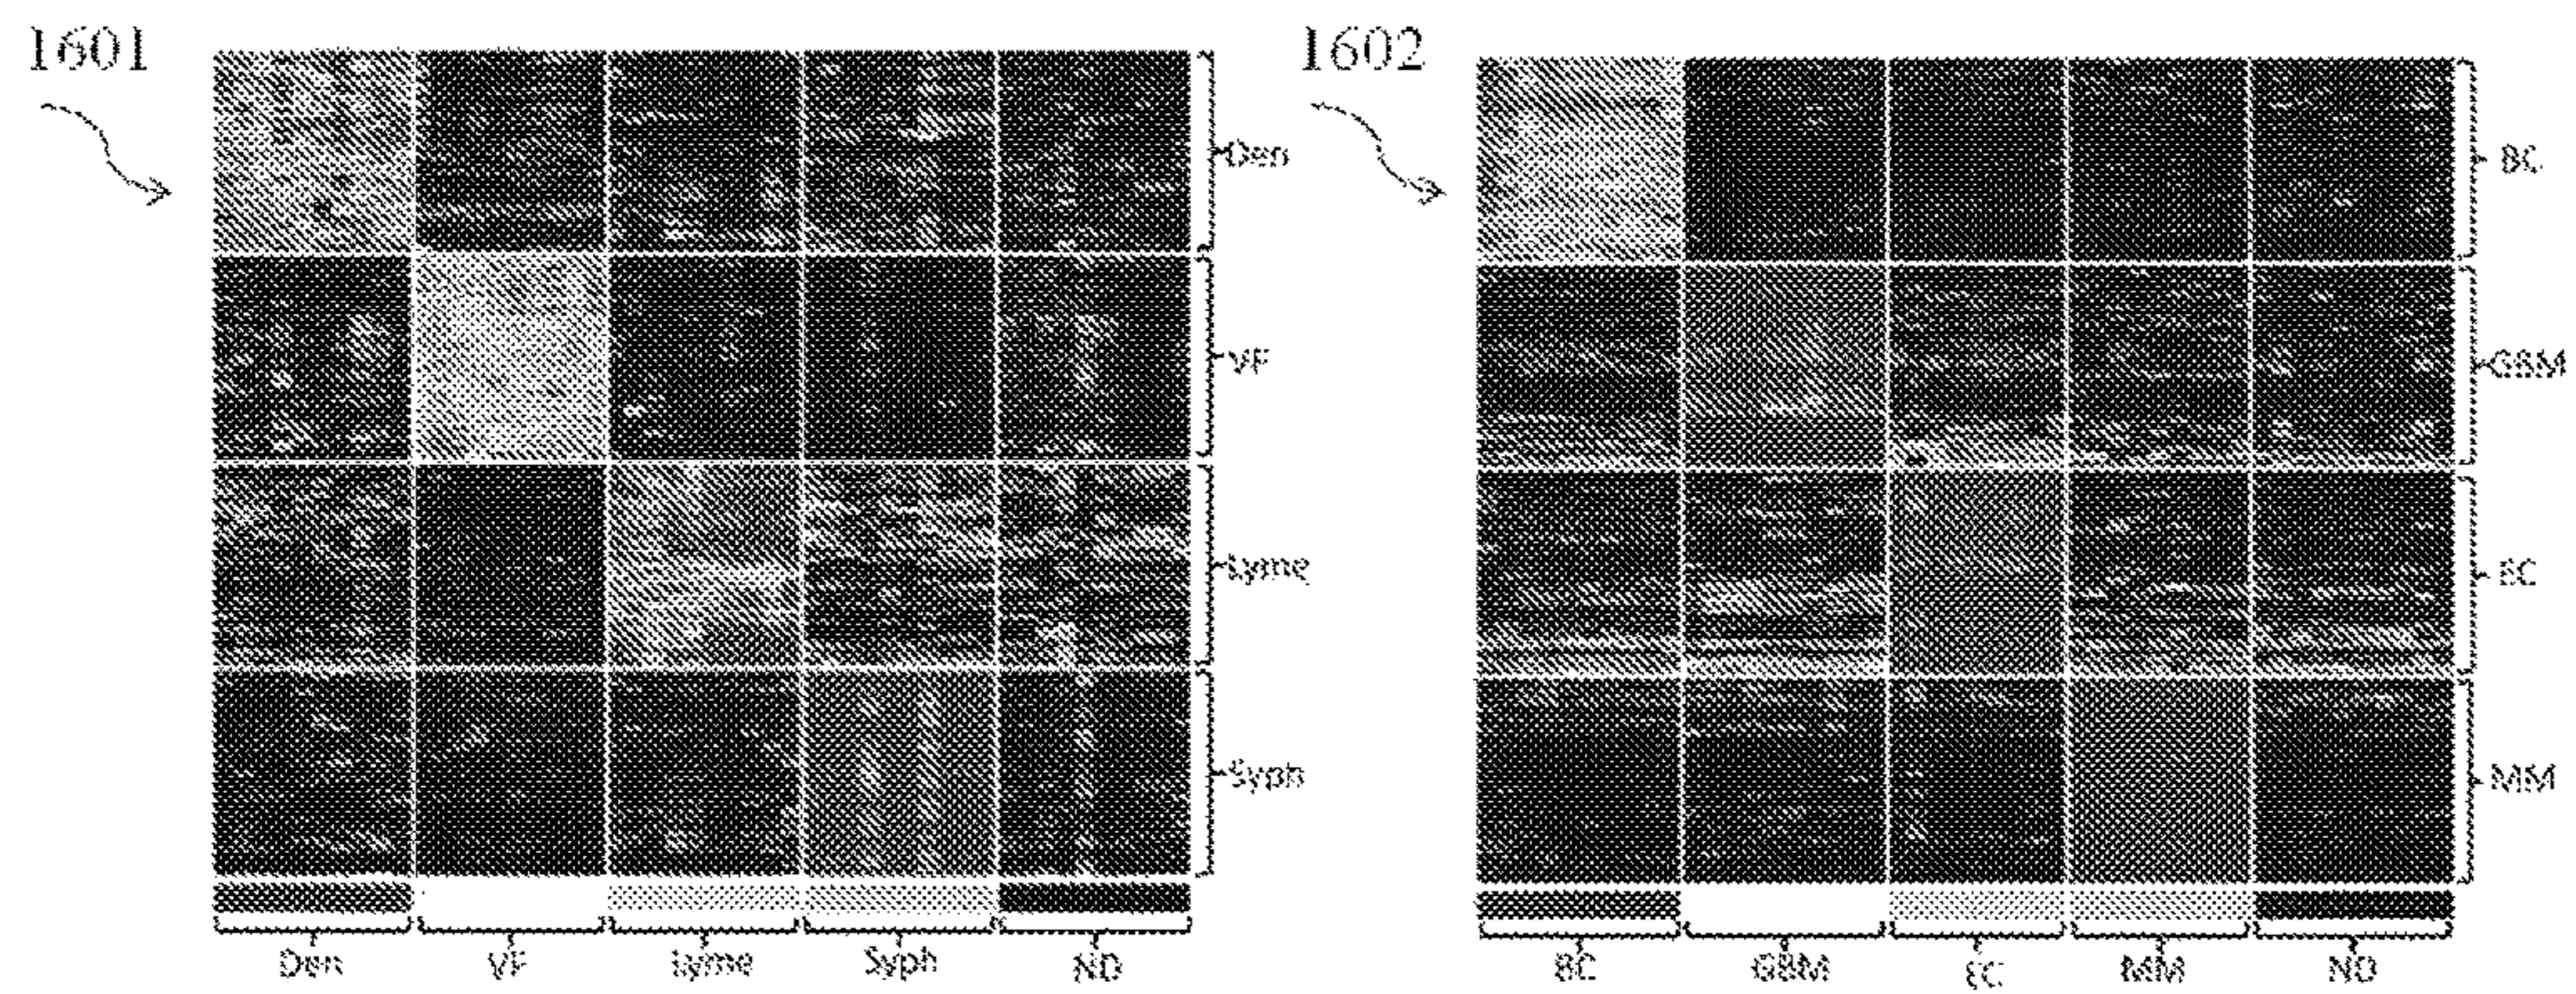 1601
Den
VF
Lyme
Syph
Den VF Lyme Syph ND
1602
BC
GBM
EC
MM
BC GBM EC MM ND